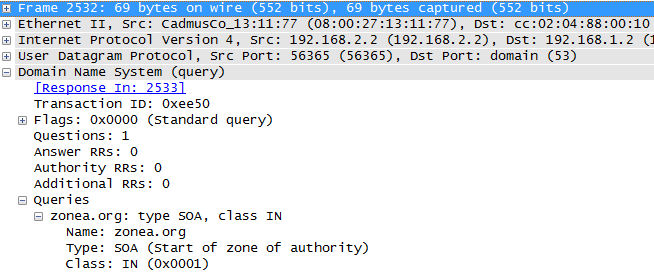 Frame 2532: 69 bytes on wire (552 bits), 69 bytes captured (552 bits)
Ethernet II, Src: CadmusCo_13:11:77 (08:00:27:13:11:77), Dst: cc:02:04:88:00:10
Internet Protocol Version 4, Src: 192.168.2.2 (192.168.2.2), Dst: 192.168.1.2 (1
User Datagram Protocol, Src Port: 56365 (56365), Dst Port: domain (53)
Domain Name System (query)
[Response In: 2533]
Transaction ID: 0xee50
Flags: 0x0000 (Standard query)
Questions: 1
Answer RRs: 0
Authority RRs: 0
Additional RRs: 0
Queries
zonea.org: type SOA, class IN
Name: zonea.org
Type: SOA (Start of zone of authority)
Class: IN (0x0001)